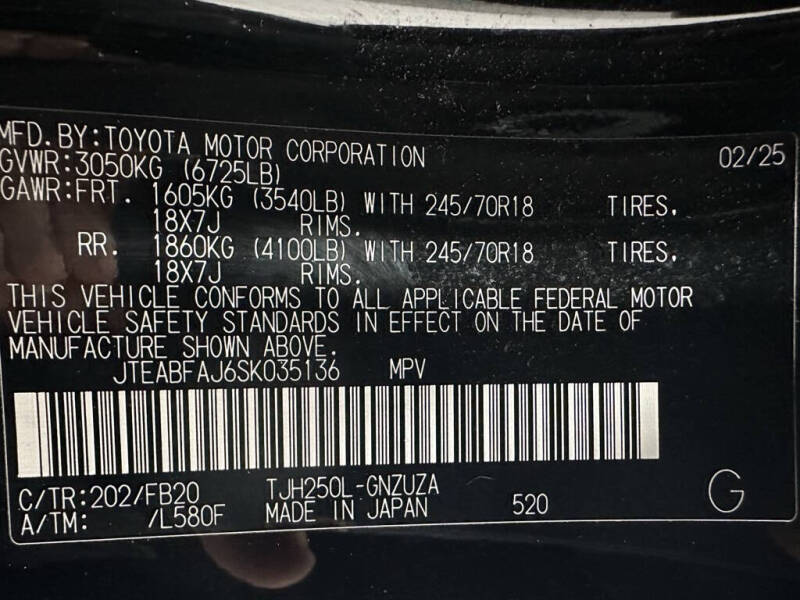 MFD.BY:TOYOTA MOTOR CORPORATION 02/25
GVWR:3050KG (6725LB)
GAWR:FRT. 1605KG (3540LB) WITH 245/70R18 TIRES,
18X7J RIMS.
RR. 1860KG (4100LB) WITH 245/70R18 TIRES,
18X7J RIMS.
THIS VEHICLE CONFORMS TO ALL APPLICABLE FEDERAL MOTOR
VEHICLE SAFETY STANDARDS IN EFFECT ON THE DATE OF
MANUFACTURE SHOWN ABOVE.
JTEABFAJ6SK035136 MPV
C/TR:202/FB20 TJH250L-GNZUZA
A/TM: /L580F MADE IN JAPAN 520 G